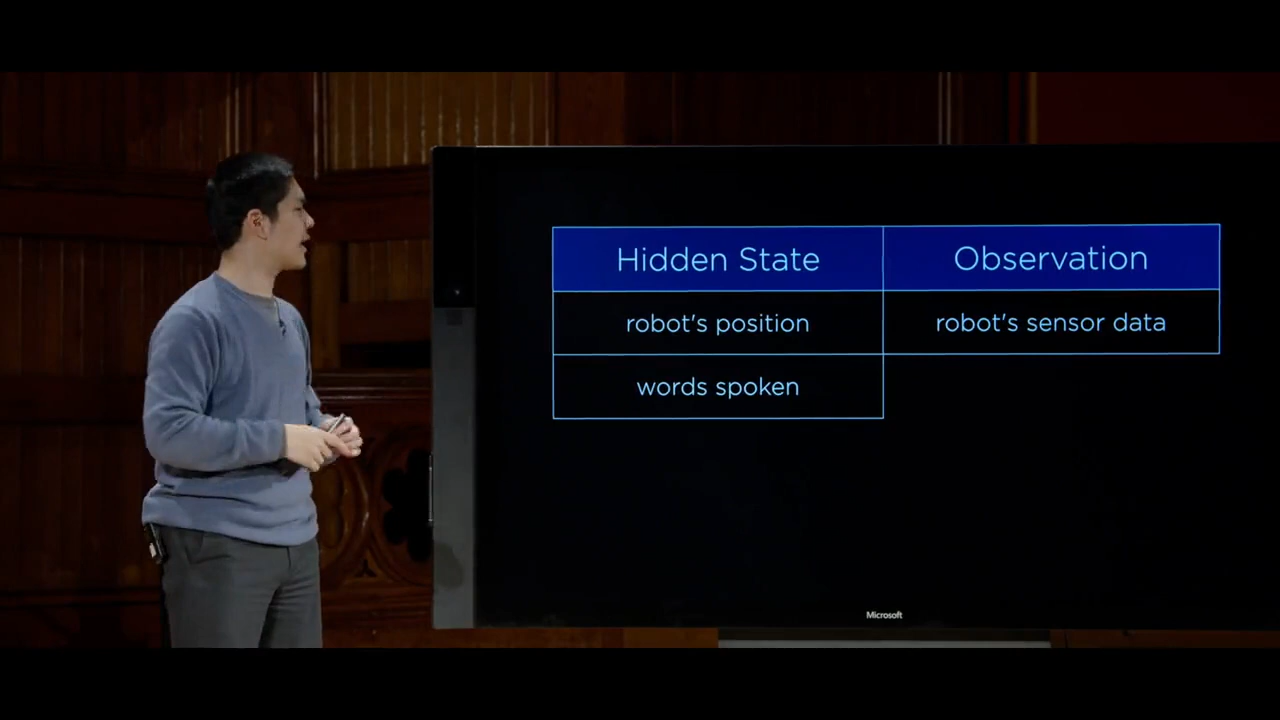 Hidden State Observation
robot's position robot's sensor data
words spoken
Microsoft